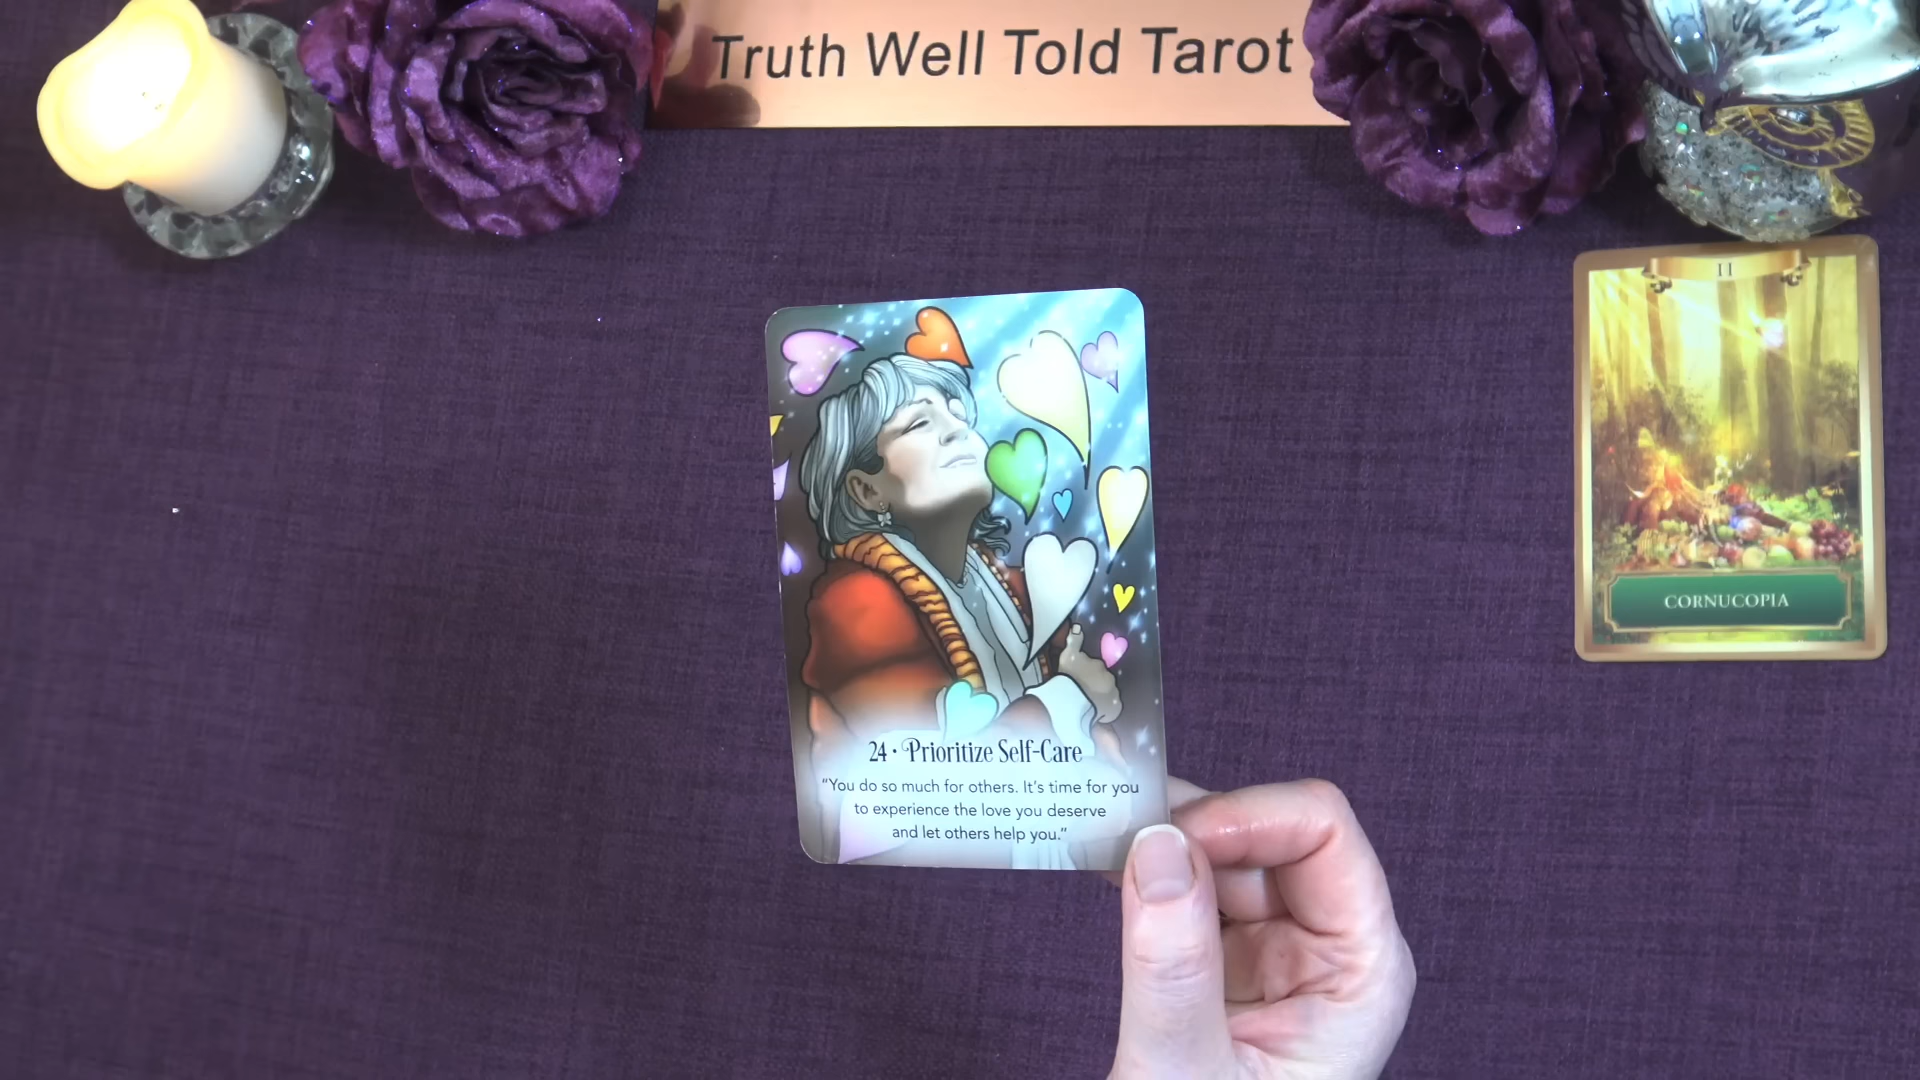 Truth Well Told Tarot
II
CORNUCOPIA
24 • Prioritize Self-Care
"You do so much for others. It's time for you
to experience the love you deserve
and let others help you."